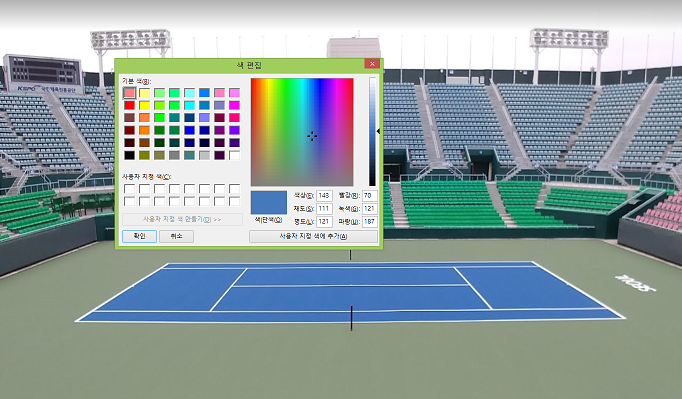 색 편집
기본 색(B):
사용자 지정 색(C):
사용자 지정 색 만들기(D) >>
확인
취소
색|단색(O)
색상(E): 143
빨강(R): 70
채도(S): 111
녹색(G): 121
명도(L): 121
파랑(U): 187
사용자 지정 색에 추가(A)
KSPO
SEOUL